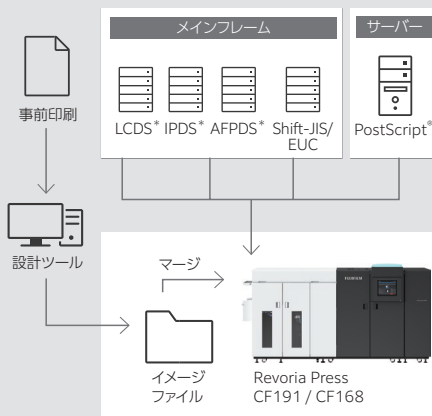 メインフレーム
サーバー
事前印刷
LCDS* IPDS* AFPDS* Shift-JIS/
EUC
PostScript®
設計ツール
マージ
イメージ
ファイル
FUJIFILM
Revoria Press
CF191 / CF168